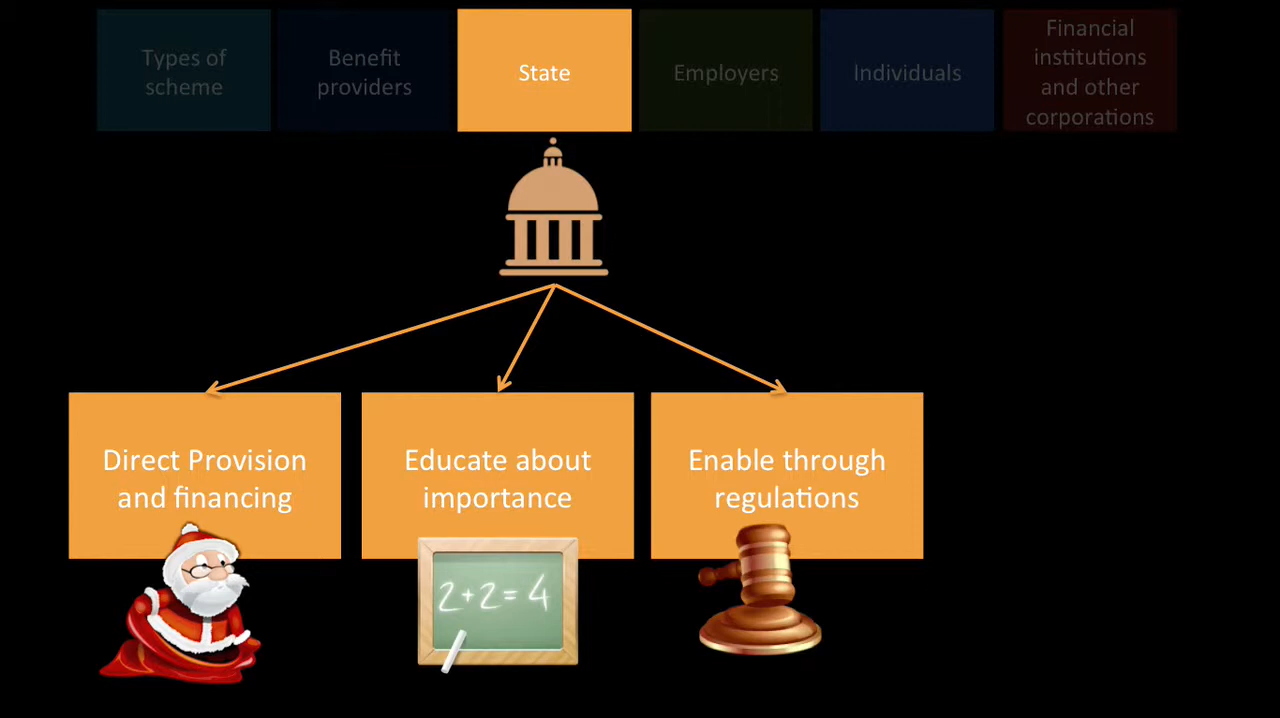 Types of
scheme
Benefit
providers
State
Employers
Individuals
Financial
institutions
and other
corporations
Direct Provision
and financing
Educate about
importance
Enable through
regulations
2+2=4